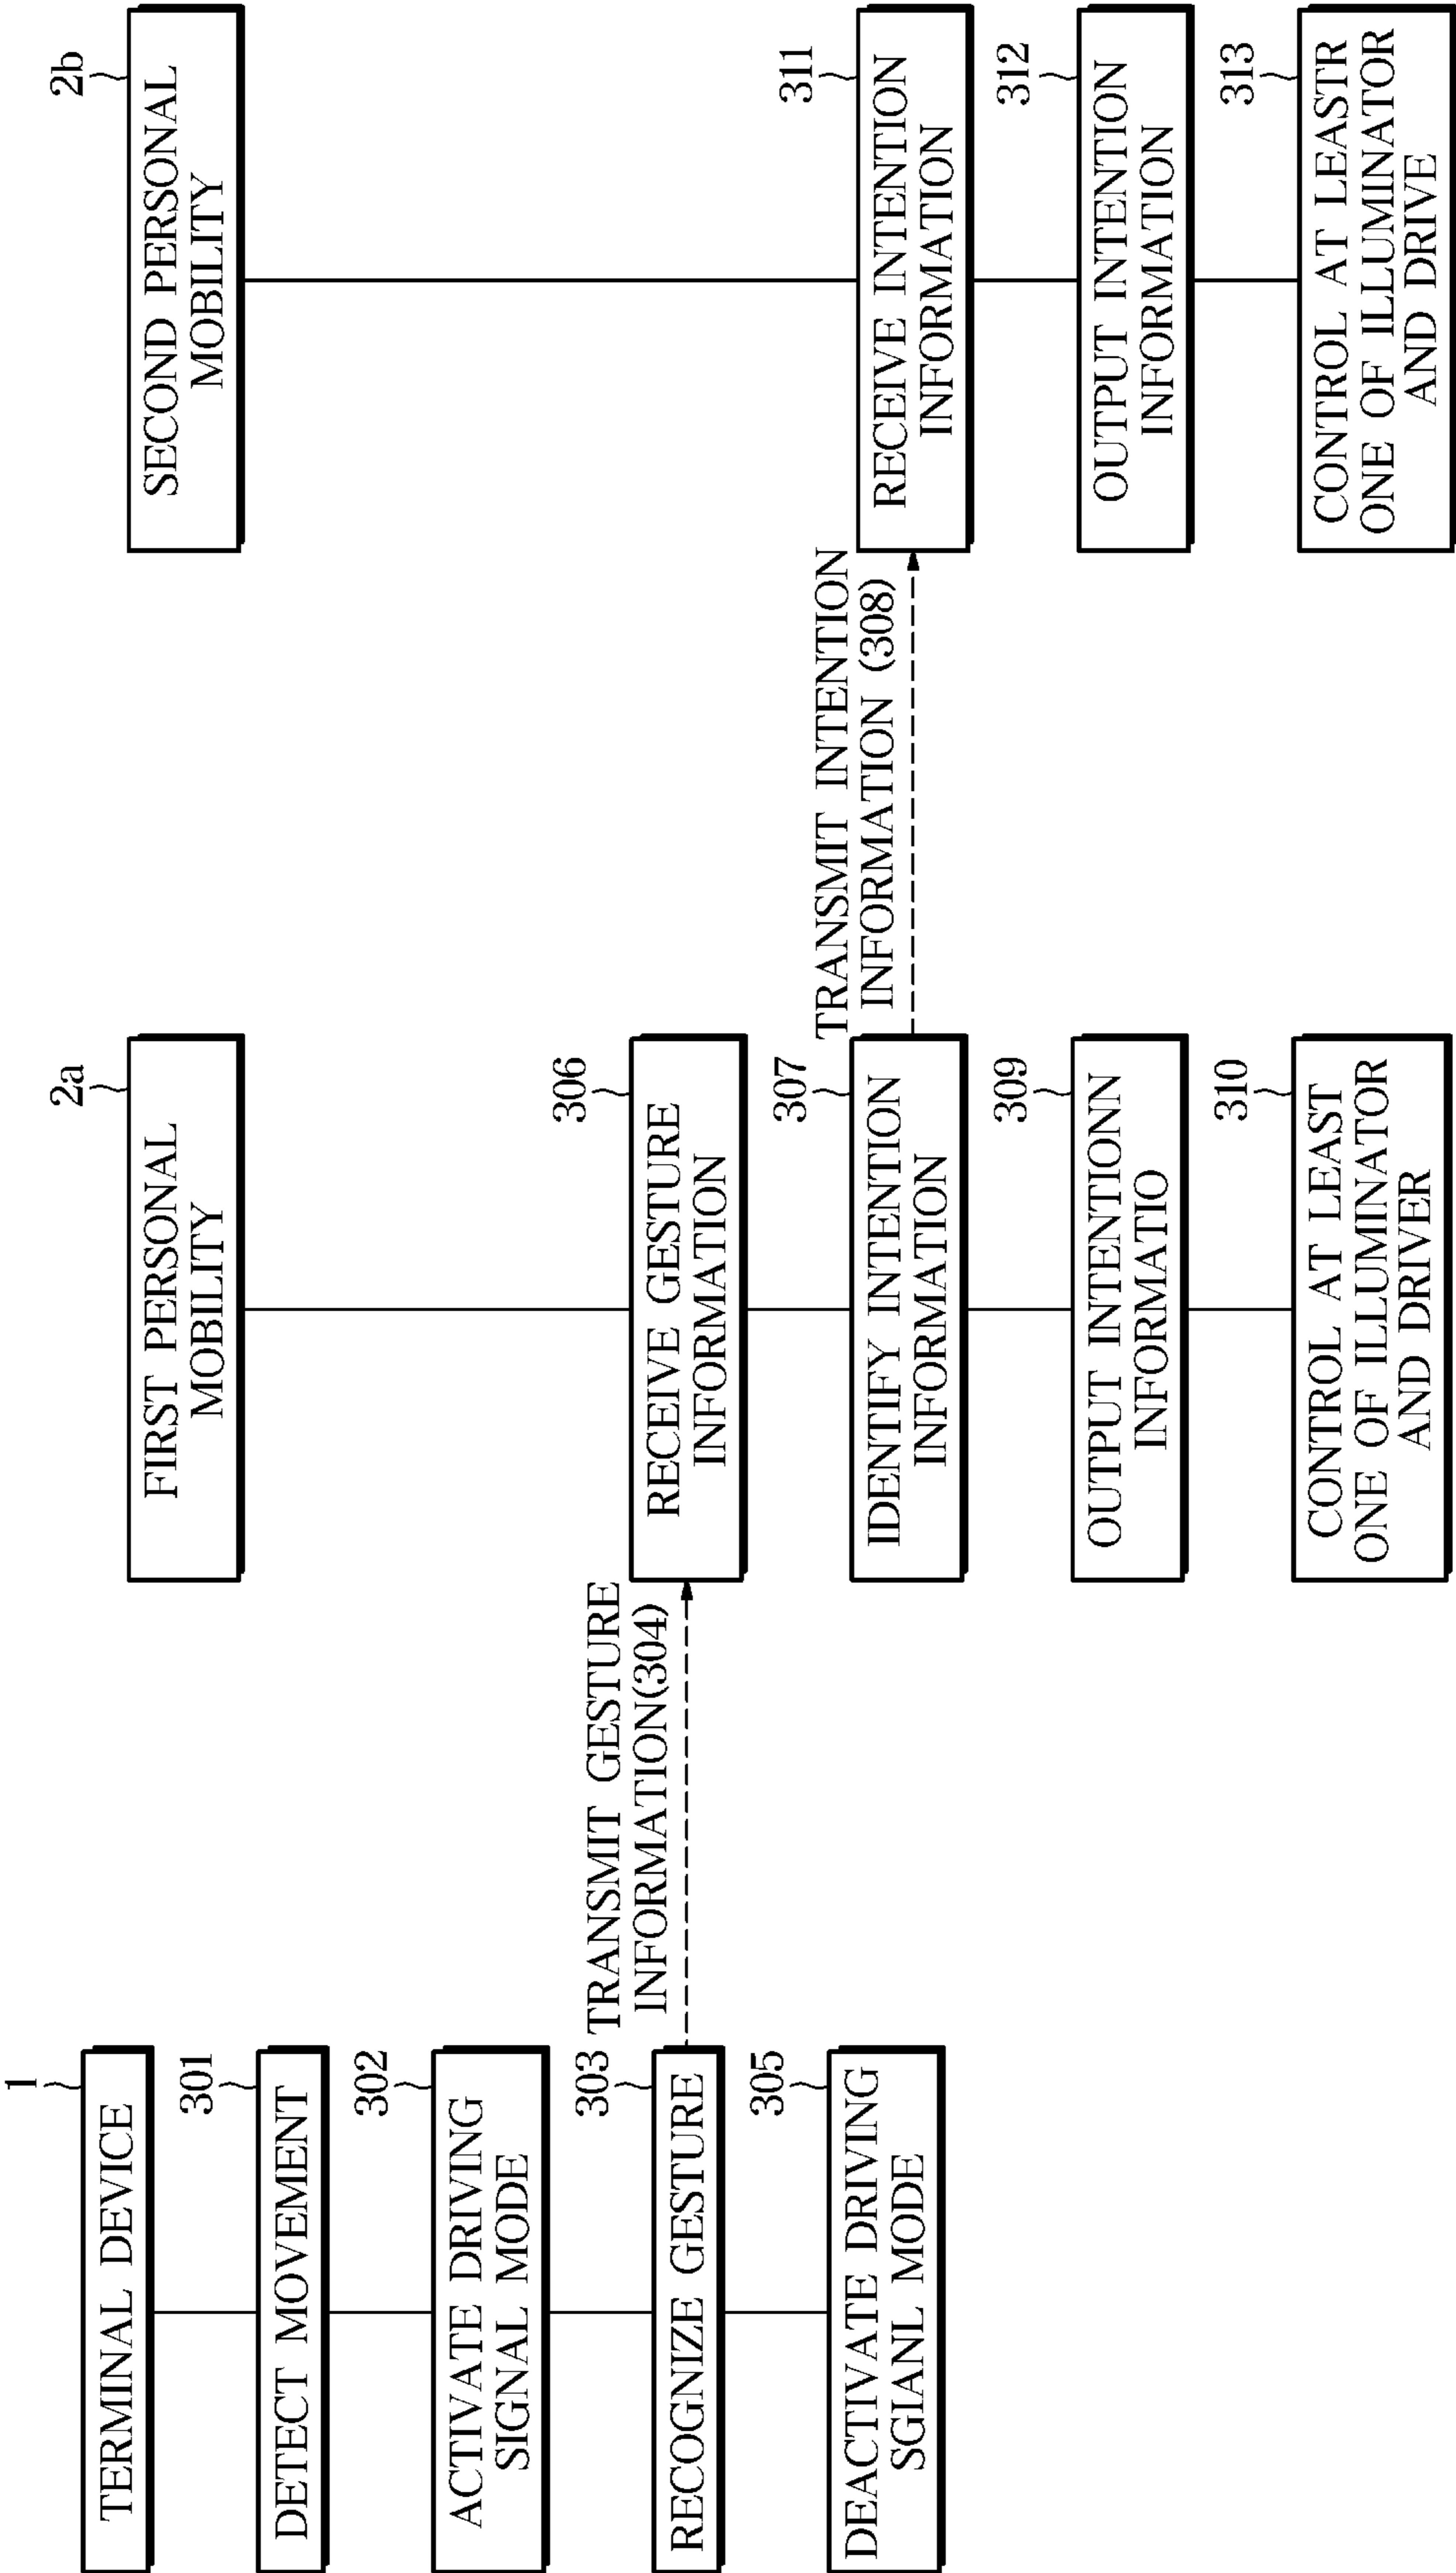 1
TERMINAL DEVICE
301
DETECT MOVEMENT
302
ACTIVATE DRIVING
SIGNAL MODE
303
RECOGNIZE GESTURE
305
DEACTIVATE DRIVING
SGIANL MODE
TRANSMIT GESTURE
INFORMATION(304)
2a
FIRST PERSONAL
MOBILITY
306
RECEIVE GESTURE
INFORMATION
307
IDENTIFY INTENTION
INFORMATION
309
OUTPUT INTENTIONN
INFORMATIO
310
CONTROL AT LEAST
ONE OF ILLUMINATOR
AND DRIVER
TRANSMIT INTENTION
INFORMATION (308)
2b
SECOND PERSONAL
MOBILITY
311
RECEIVE INTENTION
INFORMATION
312
OUTPUT INTENTION
INFORMATION
313
CONTROL AT LEASTR
ONE OF ILLUMINATOR
AND DRIVE